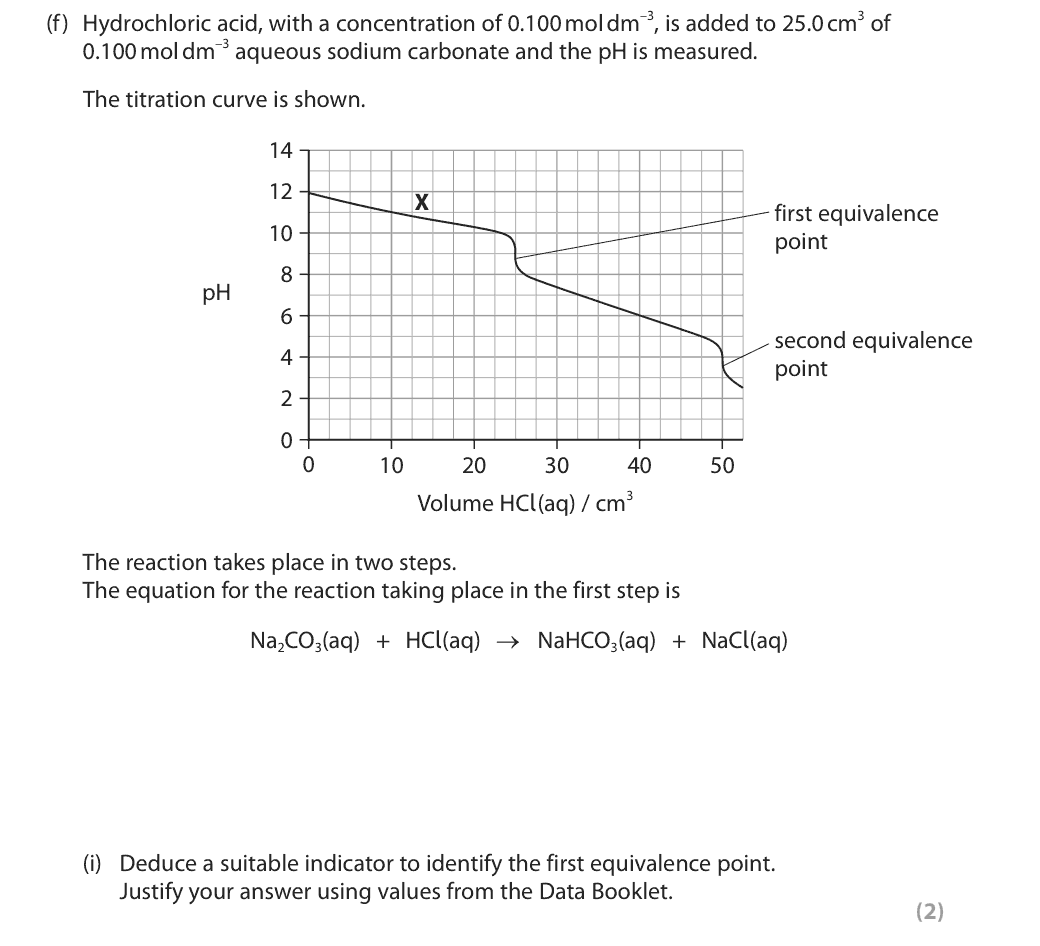 (f) Hydrochloric acid, with a concentration of 0.100 mol dm⁻³, is added to 25.0 cm³ of
0.100 mol dm⁻³ aqueous sodium carbonate and the pH is measured.
The titration curve is shown.
14
12
10
8
6
4
2
0
pH
X
first equivalence
point
second equivalence
point
0 10 20 30 40 50
Volume HCl(aq) / cm³
The reaction takes place in two steps.
The equation for the reaction taking place in the first step is
Na₂CO₃(aq) + HCl(aq) → NaHCO₃(aq) + NaCl(aq)
(i) Deduce a suitable indicator to identify the first equivalence point.
Justify your answer using values from the Data Booklet.
(2)